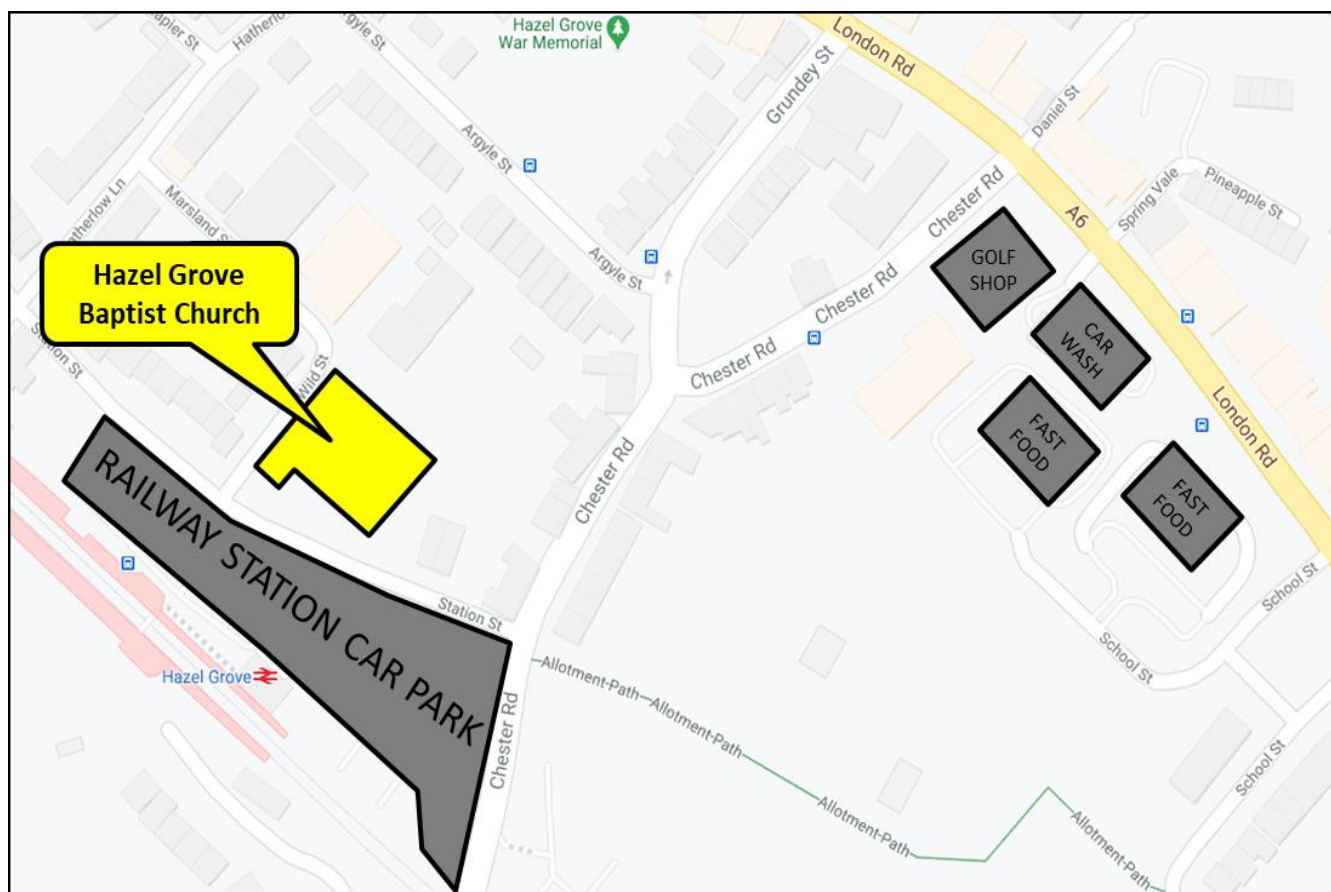 Hazel Grove
War Memorial
London Rd
Napier St
Hatherlow
Argyle St
Grundey St
Daniel St
Argyle St
Chester Rd
Spring Vale
Pineapple St
A6
Hatherlow Ln
Marsland S
Argyle St
Hazel Grove
Baptist Church
GOLF
SHOP
Chester Rd
CAR
WASH
Station St
Wild St
Chester Rd
London Rd
FAST
FOOD
FAST
FOOD
Chester Rd
RAILWAY STATION CAR PARK
Station St
School St
School St
Hazel Grove
Allotment-Path
Allotment-Path
Allotment-Path
Allotment-Path
Chester Rd
School St